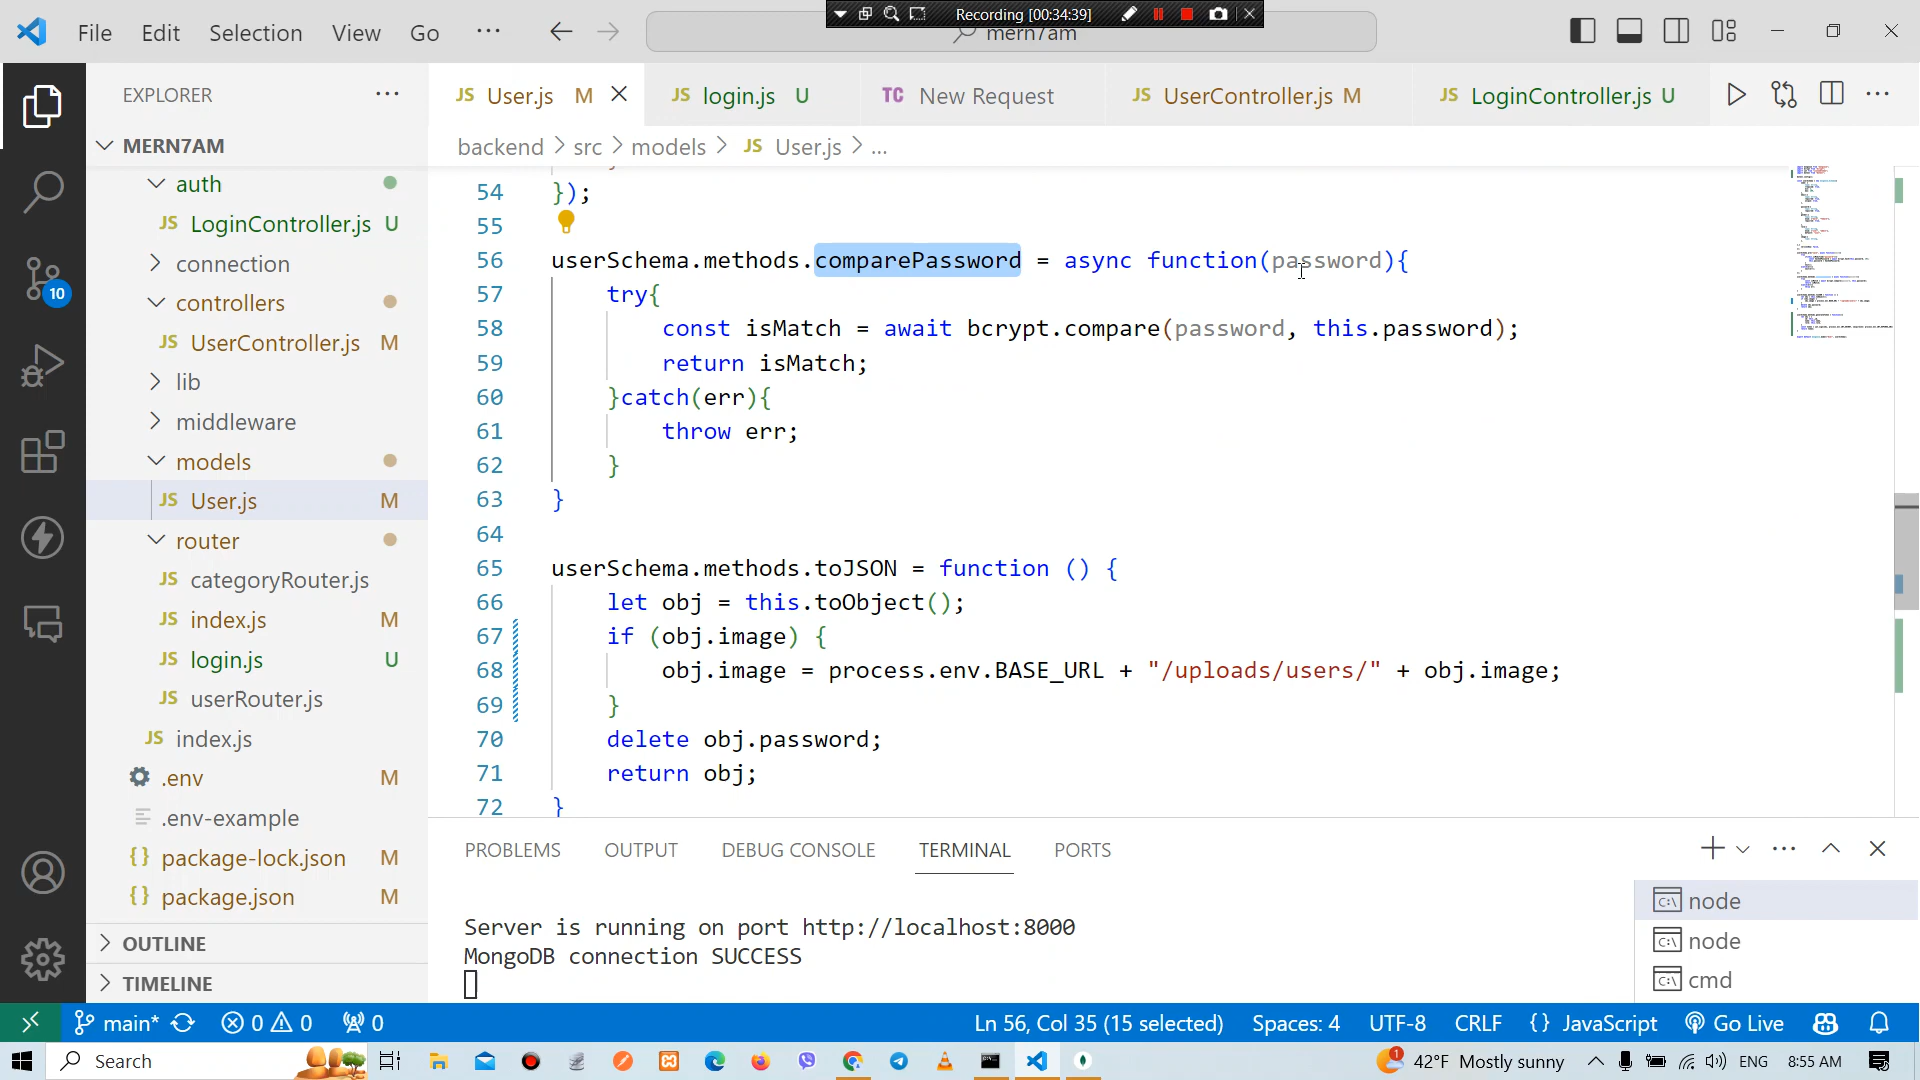 Recording [00:34:39]
File Edit Selection View Go ...
mern7am
EXPLORER ...
JS User.js M
JS login.js U
TC New Request
JS UserController.js M
JS LoginController.js U
MERN7AM
backend > src > models > JS User.js > ...
auth
JS LoginController.js U
connection
controllers
JS UserController.js M
lib
middleware
models
JS User.js M
router
JS categoryRouter.js
JS index.js M
JS login.js U
JS userRouter.js
JS index.js
.env M
.env-example
{} package-lock.json M
{} package.json M
OUTLINE
TIMELINE
10
54 });
55
56 userSchema.methods.comparePassword = async function(password){
57 try{
58 const isMatch = await bcrypt.compare(password, this.password);
59 return isMatch;
60 }catch(err){
61 throw err;
62 }
63 }
64
65 userSchema.methods.toJSON = function () {
66 let obj = this.toObject();
67 if (obj.image) {
68 obj.image = process.env.BASE_URL + "/uploads/users/" + obj.image;
69 }
70 delete obj.password;
71 return obj;
72 }
PROBLEMS OUTPUT DEBUG CONSOLE TERMINAL PORTS
Server is running on port http://localhost:8000
MongoDB connection SUCCESS
node
node
cmd
main* 0 0 0
Ln 56, Col 35 (15 selected) Spaces: 4 UTF-8 CRLF {} JavaScript Go Live
Search
1 42°F Mostly sunny ENG 8:55 AM